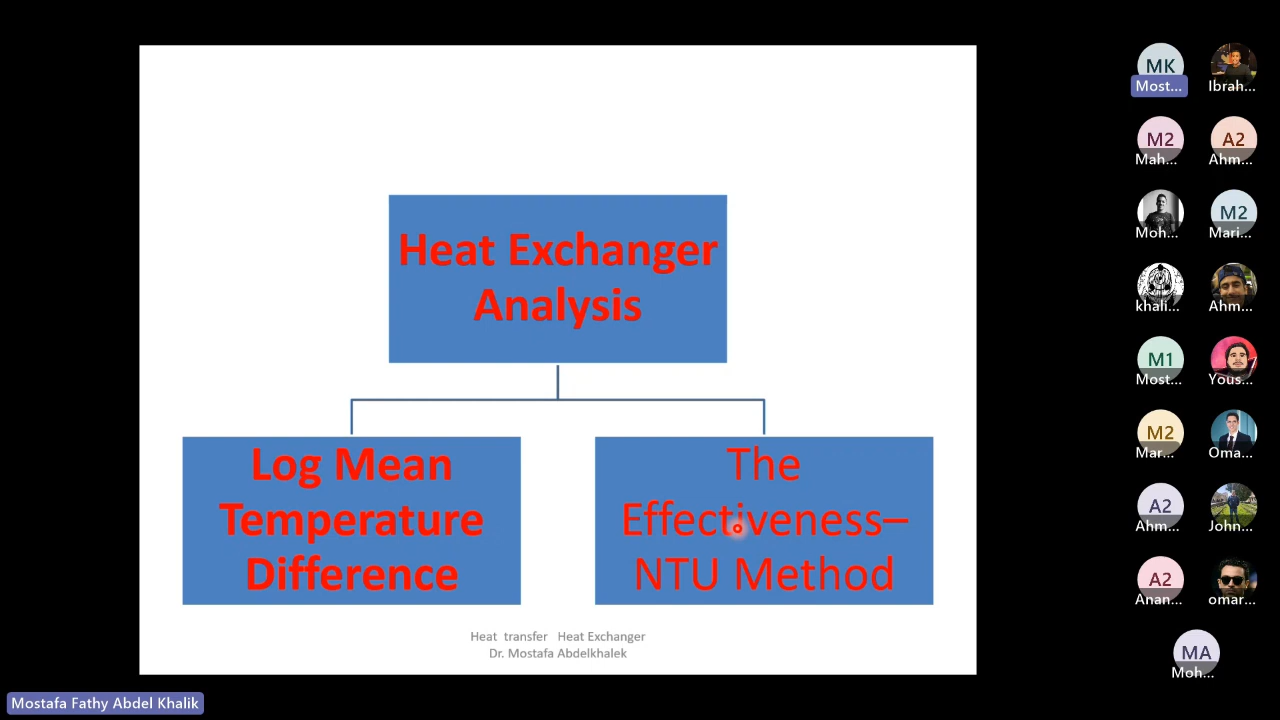 Heat Exchanger
Analysis
Log Mean
Temperature
Difference
The
Effectiveness–
NTU Method
Heat transfer Heat Exchanger
Dr. Mostafa Abdelkhalek
Mostafa Fathy Abdel Khalik
MK
Most...
Ibrah...
M2
Mah...
A2
Ahm...
Moh...
M2
Mari...
khali...
Ahm...
M1
Most...
Yous...
M2
Mar...
Oma...
A2
Ahm...
John...
A2
Anan...
omar...
MA
Moh...